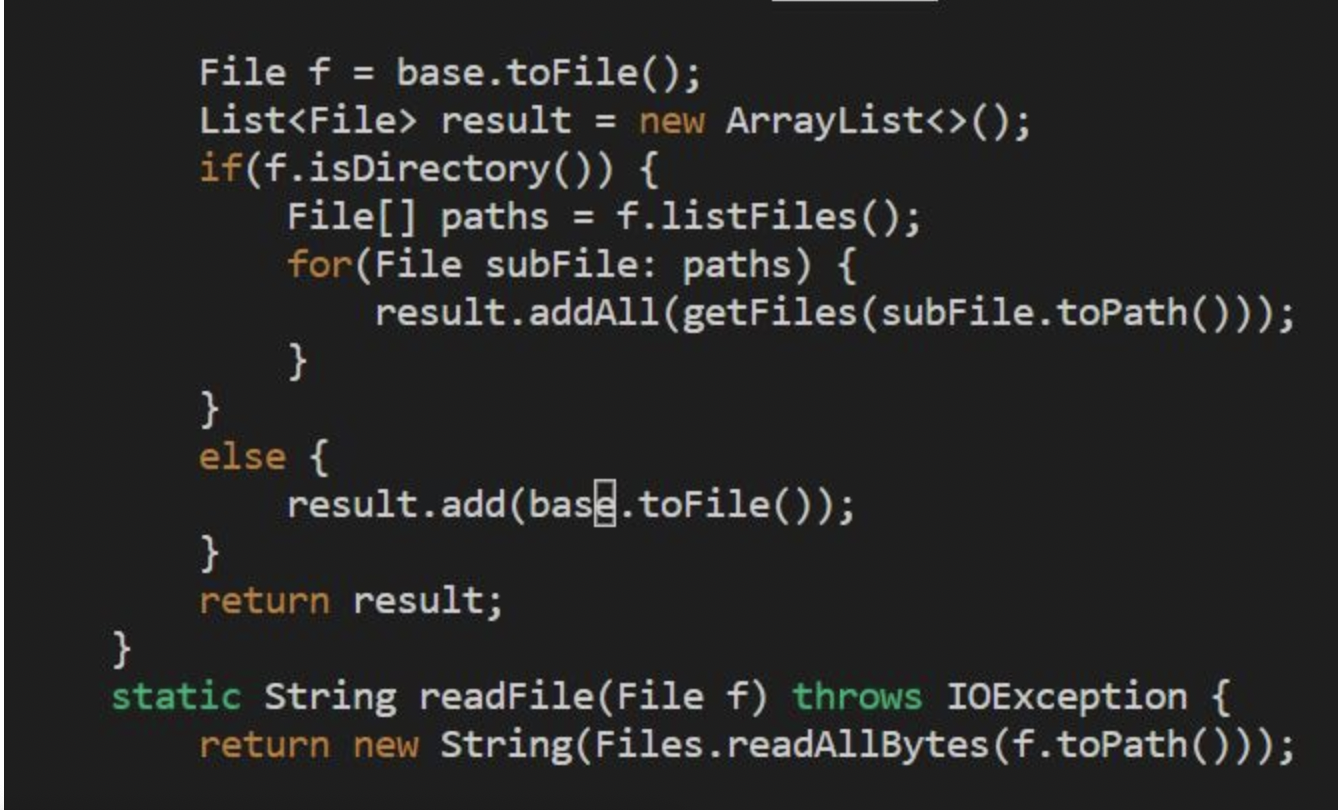 File f = base.toFile();
List<File> result = new ArrayList<>();
if(f.isDirectory()) {
File[] paths = f.listFiles();
for(File subFile: paths) {
result.addAll(getFiles(subFile.toPath()));
}
}
else {
result.add(base.toFile());
}
return result;
}
static String readFile(File f) throws IOException {
return new String(Files.readAllBytes(f.toPath()));